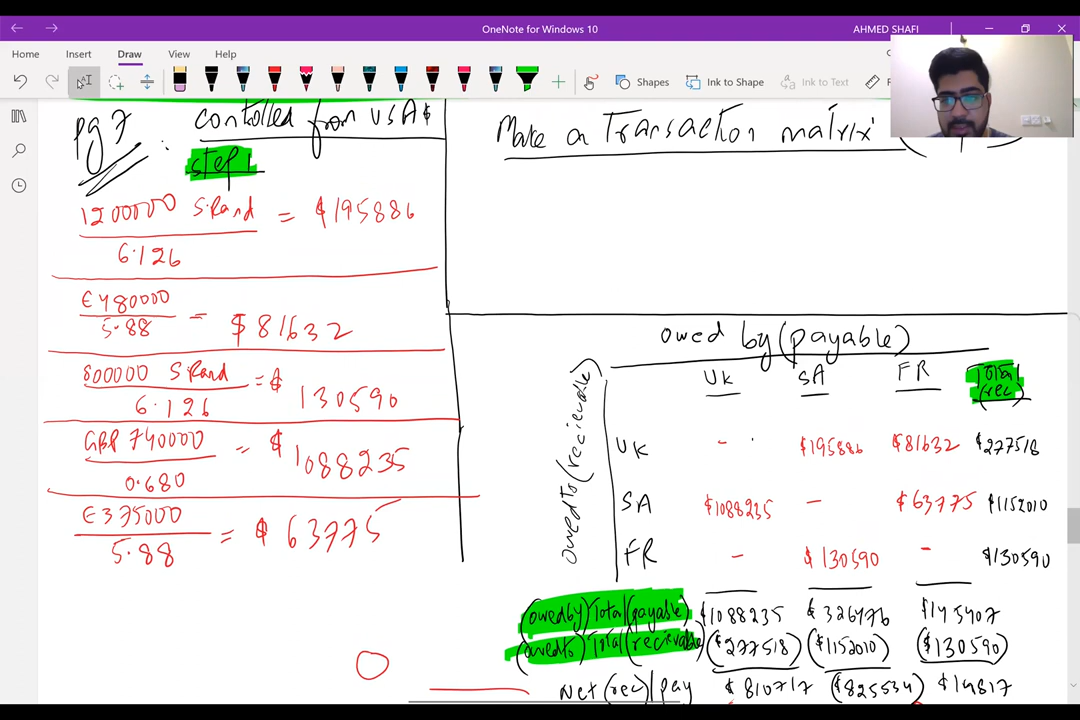 OneNote for Windows 10
AHMED SHAFI
Home Insert Draw View Help
Shapes Ink to Shape Ink to Text
pg 7
controlled from USA $
Step 1
1200000 S.Rand = $195886
6.126
€480000 = $81632
5.88
800000 S.Rand = $ 130590
6.126
GBP 740000 = $ 1088235
0.680
€375000 = $ 63775
5.88
Make a Transaction matrix
owed by (payable)
owed to (recievable)
UK SA FR Total (rec)
UK - $195886 $81632 $277518
SA $1088235 - $63775 $1152010
FR - $130590 - $130590
(owed by) Total (payable) $1088235 $326476 $145407
(owed to) Total (recievable) ($277518) ($1152010) ($130590)
Net (rec)/pay $810717 ($825534) $14817